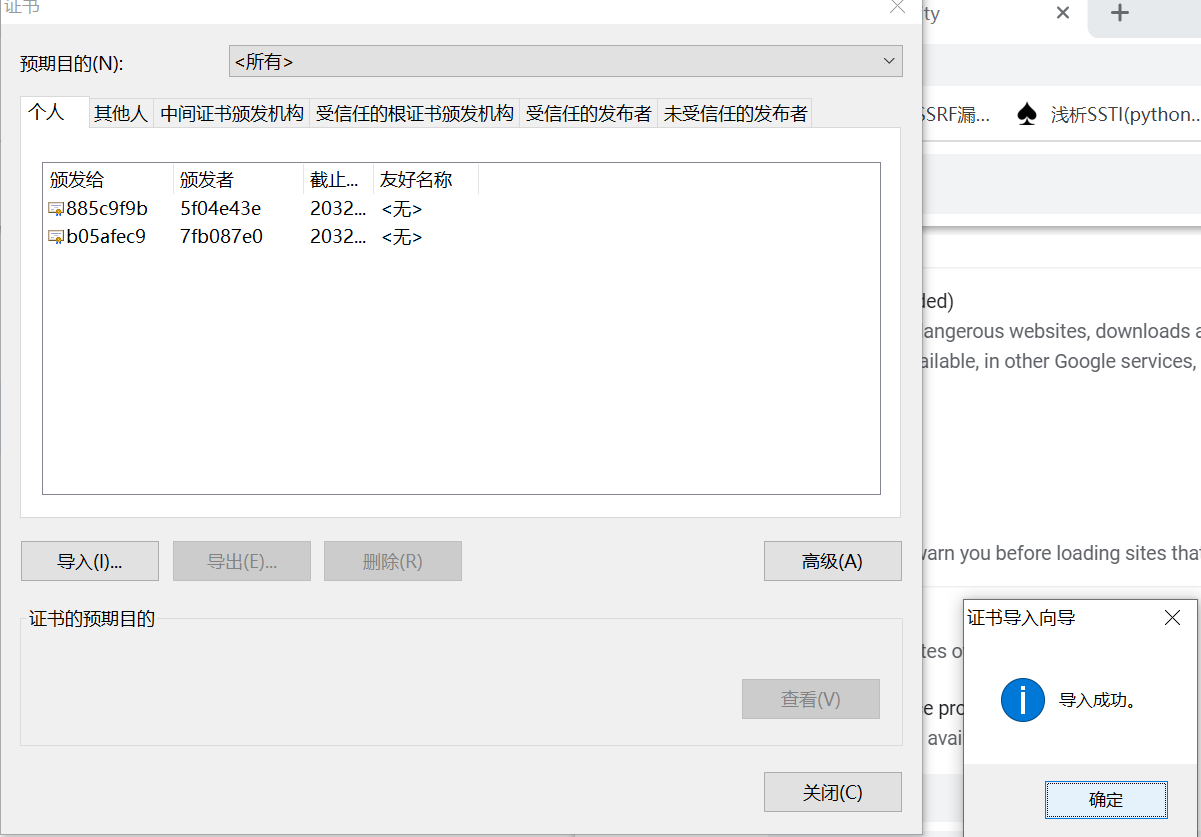 证书
预期目的(N):
<所有>
个人
其他人
中间证书颁发机构
受信任的根证书颁发机构
受信任的发布者
未受信任的发布者
颁发给 颁发者 截止... 友好名称
885c9f9b 5f04e43e 2032... <无>
b05afec9 7fb087e0 2032... <无>
导入(I)...
导出(E)...
删除(R)
高级(A)
证书的预期目的
查看(V)
关闭(C)
ty
SSRF漏...
浅析SSTI(python...
ded)
angerous websites, downloads a
ailable, in other Google services,
warn you before loading sites that
tes o
e pro
avai
证书导入向导
导入成功。
确定